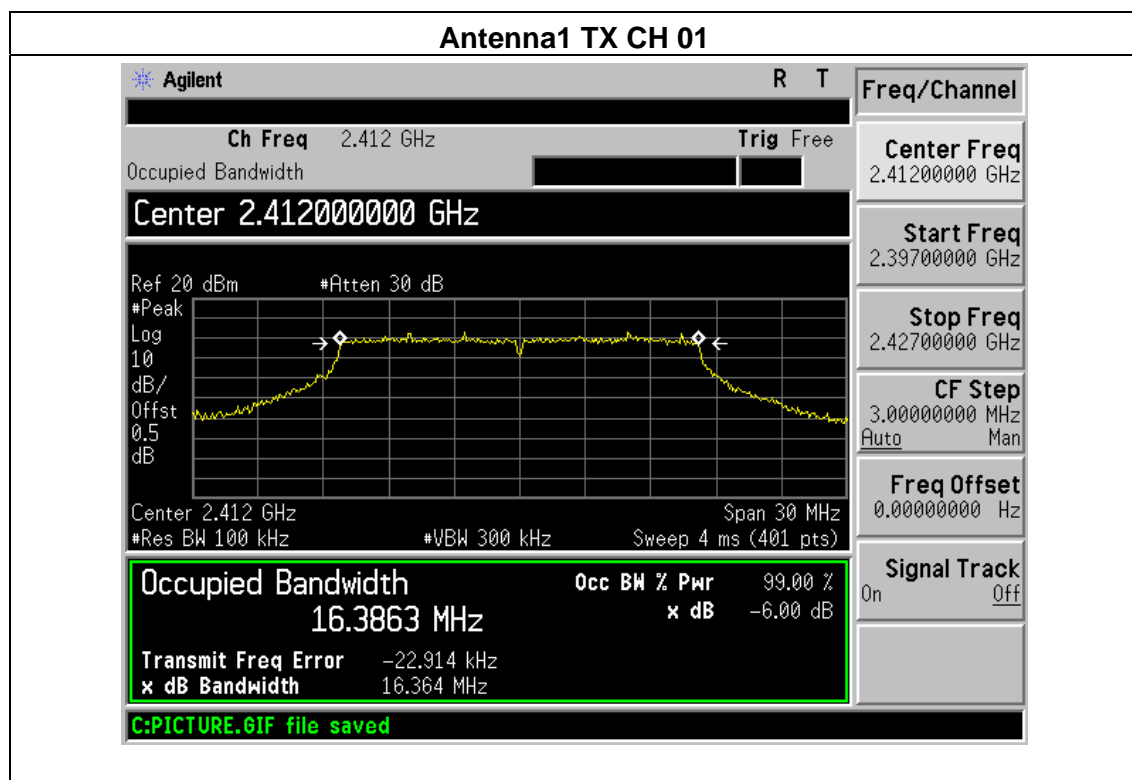 Antenna1 TX CH 01
Agilent R T
Ch Freq 2.412 GHz Trig Free
Occupied Bandwidth
Center 2.412000000 GHz
Ref 20 dBm #Atten 30 dB
#Peak
Log
10
dB/
Offst
0.5
dB
Center 2.412 GHz Span 30 MHz
#Res BW 100 kHz #VBW 300 kHz Sweep 4 ms (401 pts)
Occupied Bandwidth Occ BW % Pwr 99.00 %
16.3863 MHz x dB -6.00 dB
Transmit Freq Error -22.914 kHz
x dB Bandwidth 16.364 MHz
C:PICTURE.GIF file saved
Freq/Channel
Center Freq
2.41200000 GHz
Start Freq
2.39700000 GHz
Stop Freq
2.42700000 GHz
CF Step
3.00000000 MHz
Auto Man
Freq Offset
0.00000000 Hz
Signal Track
On Off